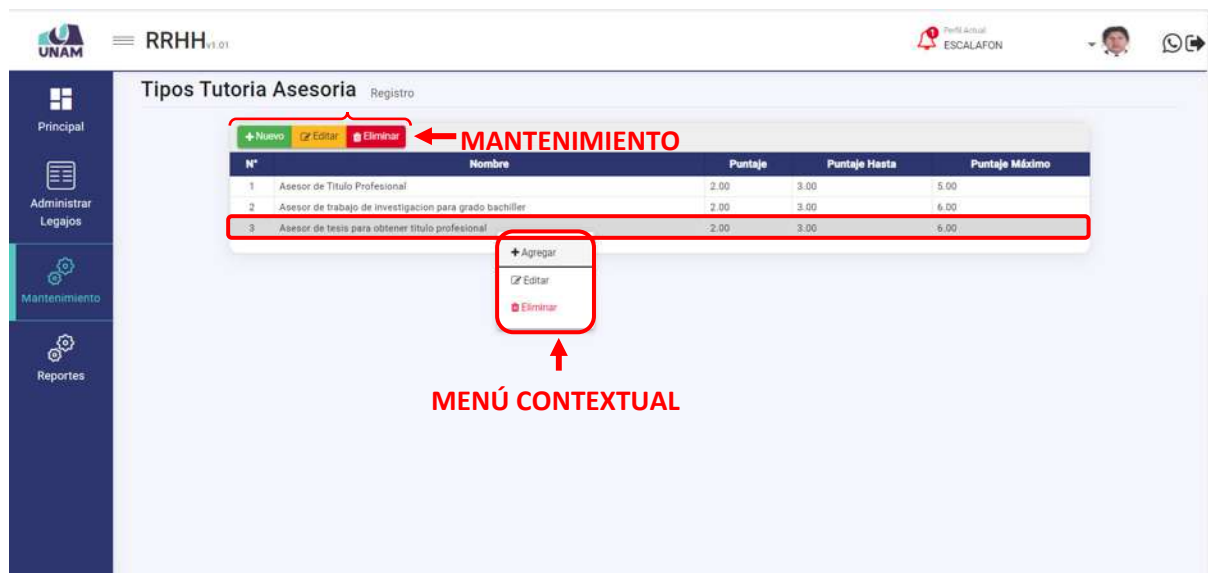 UNAM
RRHH v1.01
Perfil Actual
ESCALAFON
Principal
Administrar
Legajos
Mantenimiento
Reportes
Tipos Tutoria Asesoria Registro
Nuevo Editar Eliminar MANTENIMIENTO
N° Nombre Puntaje Puntaje Hasta Puntaje Máximo
1 Asesor de Titulo Profesional 2.00 3.00 5.00
2 Asesor de trabajo de investigacion para grado bachiller 2.00 3.00 6.00
3 Asesor de tesis para obtener titulo profesional 2.00 3.00 6.00
Agregar
Editar
Eliminar
MENÚ CONTEXTUAL